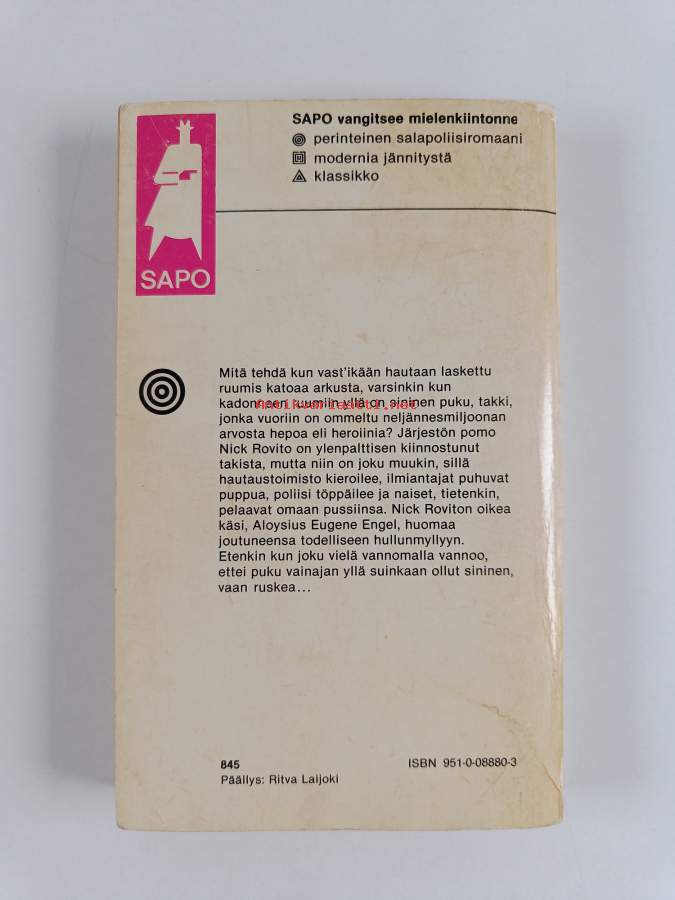 SAPO vangitsee mielenkiintonne
perinteinen salapoliisiromaani
modernia jännitystä
klassikko
SAPO
Mitä tehdä kun vast'ikään hautaan laskettu
ruumis katoaa arkusta, varsinkin kun
kadonneen ruumiin yllä on sininen puku, takki,
Antikvariaatti.net
jonka vuoriin on ommeltu neljännesmiljoonan
arvosta hepoa eli heroiinia? Järjestön pomo
Nick Rovito on ylenpalttisen kiinnostunut
takista, mutta niin on joku muukin, sillä
hautaustoimisto kieroilee, ilmiantajat puhuvat
puppua, poliisi töppäilee ja naiset, tietenkin,
pelaavat omaan pussiinsa. Nick Roviton oikea
käsi, Aloysius Eugene Engel, huomaa
joutuneensa todelliseen hullunmyllyyn.
Etenkin kun joku vielä vannomalla vannoo,
ettei puku vainajan yllä suinkaan ollut sininen,
vaan ruskea...
845
ISBN 951-0-08880-3
Päällys: Ritva Laijoki